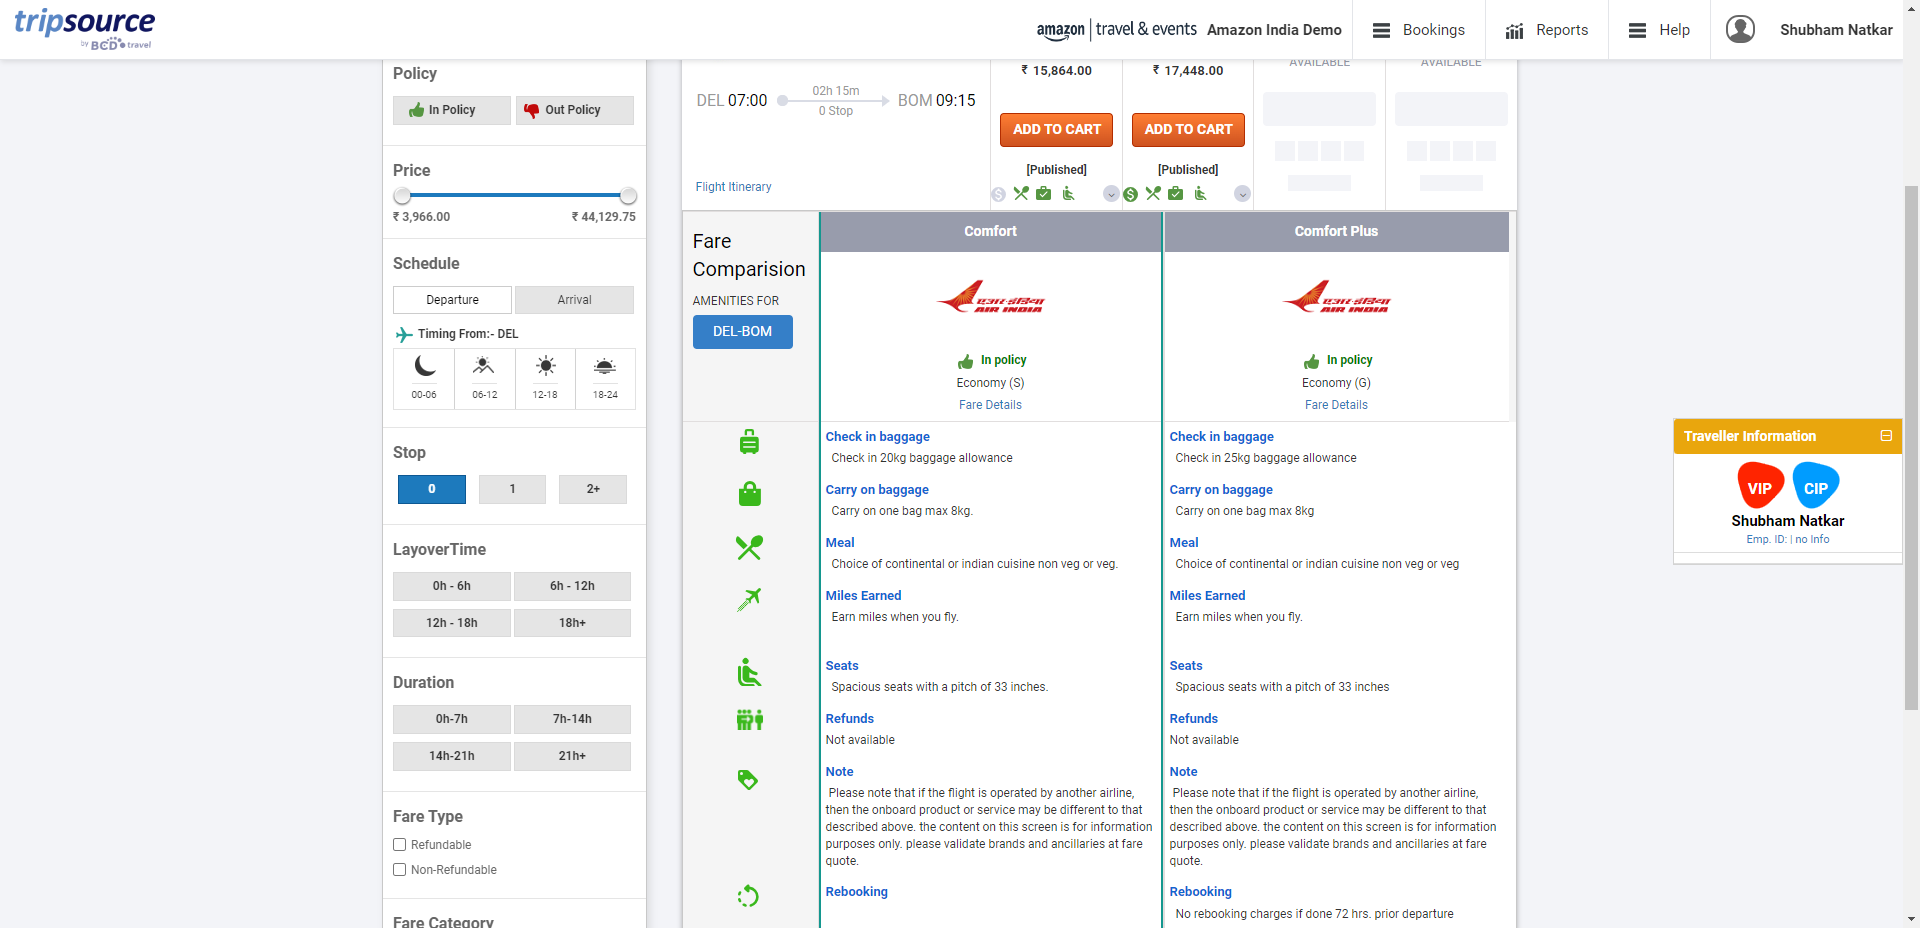 tripsource
by BCD travel
amazon | travel & events
Amazon India Demo
Bookings
Reports
Help
Shubham Natkar
Policy
In Policy
Out Policy
Price
₹ 3,966.00
₹ 44,129.75
Schedule
Departure
Arrival
Timing From:- DEL
00-06
06-12
12-18
18-24
Stop
0
1
2+
LayoverTime
0h - 6h
6h - 12h
12h - 18h
18h+
Duration
0h-7h
7h-14h
14h-21h
21h+
Fare Type
Refundable
Non-Refundable
Fare Category
DEL 07:00
02h 15m
0 Stop
BOM 09:15
Flight Itinerary
₹ 15,864.00
ADD TO CART
[Published]
₹ 17,448.00
ADD TO CART
[Published]
AVAILABLE
AVAILABLE
Fare
Comparision
AMENITIES FOR
DEL-BOM
Comfort
एअर-इंडिया
AIR INDIA
In policy
Economy (S)
Fare Details
Check in baggage
Check in 20kg baggage allowance
Carry on baggage
Carry on one bag max 8kg.
Meal
Choice of continental or indian cuisine non veg or veg.
Miles Earned
Earn miles when you fly.
Seats
Spacious seats with a pitch of 33 inches.
Refunds
Not available
Note
Please note that if the flight is operated by another airline,
then the onboard product or service may be different to that
described above. the content on this screen is for information
purposes only. please validate brands and ancillaries at fare
quote.
Rebooking
Comfort Plus
एअर-इंडिया
AIR INDIA
In policy
Economy (G)
Fare Details
Check in baggage
Check in 25kg baggage allowance
Carry on baggage
Carry on one bag max 8kg
Meal
Choice of continental or indian cuisine non veg or veg
Miles Earned
Earn miles when you fly.
Seats
Spacious seats with a pitch of 33 inches
Refunds
Not available
Note
Please note that if the flight is operated by another airline,
then the onboard product or service may be different to that
described above. the content on this screen is for information
purposes only. please validate brands and ancillaries at fare
quote.
Rebooking
No rebooking charges if done 72 hrs. prior departure
Traveller Information
VIP
CIP
Shubham Natkar
Emp. ID: | no Info